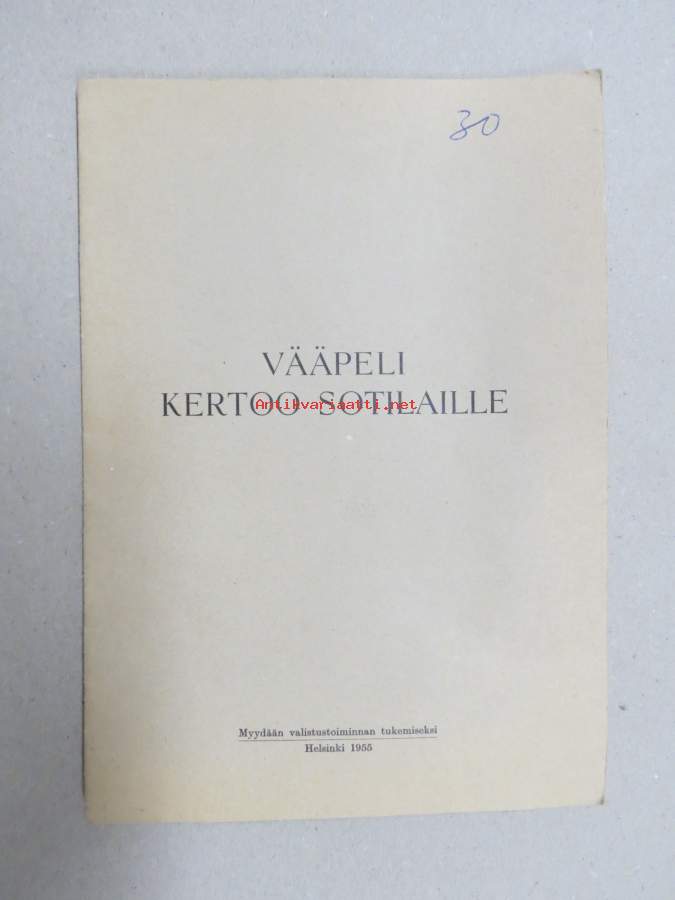 30
VÄÄPELI
KERTOO SOTILAILLE
Antikvariaatti.net
Myydään valistustoiminnan tukemiseksi
Helsinki 1955